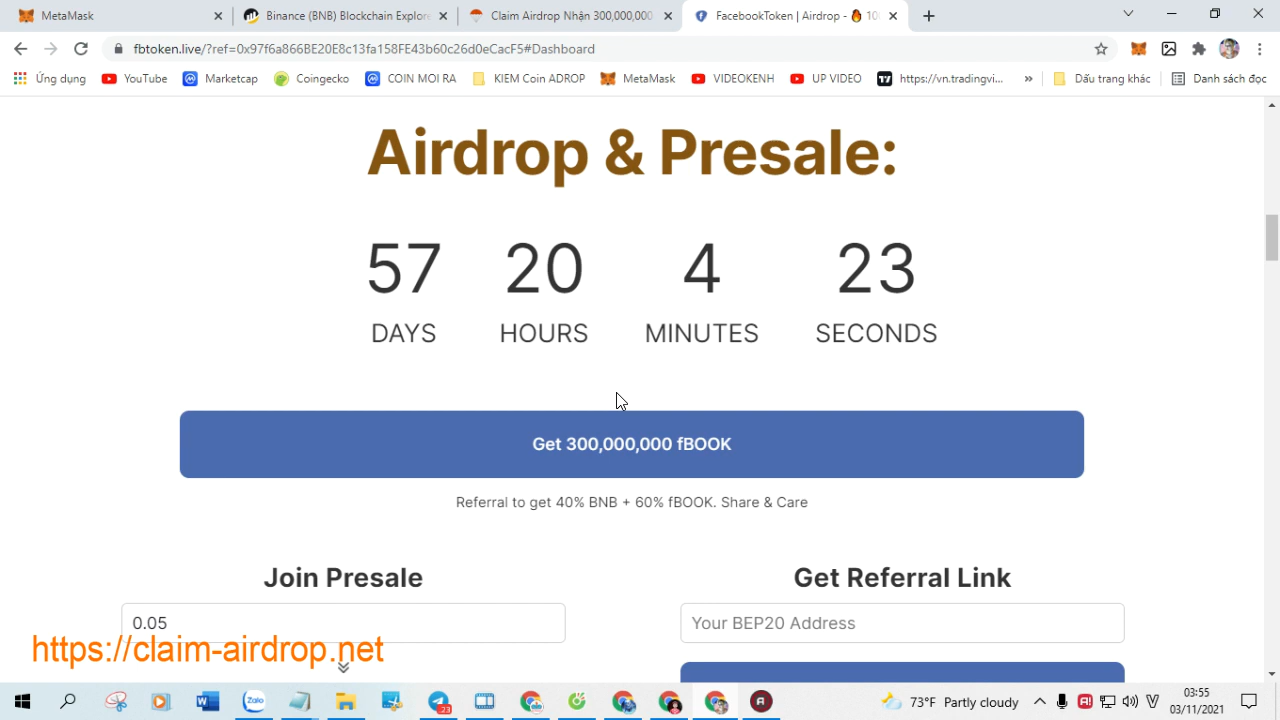 MetaMask
Binance (BNB) Blockchain Explore
Claim Airdrop Nhận 300,000,000
FacebookToken | Airdrop - 🔥 10
fbtoken.live/?ref=0x97f6a866BE20E8c13fa158FE43b60c26d0eCacF5#Dashboard
Ứng dụng YouTube Marketcap Coingecko COIN MOI RA KIEM Coin ADROP MetaMask VIDEOKENH UP VIDEO https://vn.tradingvi... » Dấu trang khác Danh sách đọc
Airdrop & Presale:
57 20 4 23
DAYS HOURS MINUTES SECONDS
Get 300,000,000 fBOOK
Referral to get 40% BNB + 60% fBOOK. Share & Care
Join Presale Get Referral Link
0.05 Your BEP20 Address
https://claim-airdrop.net
Zalo 23 73°F Partly cloudy 03:55
03/11/2021